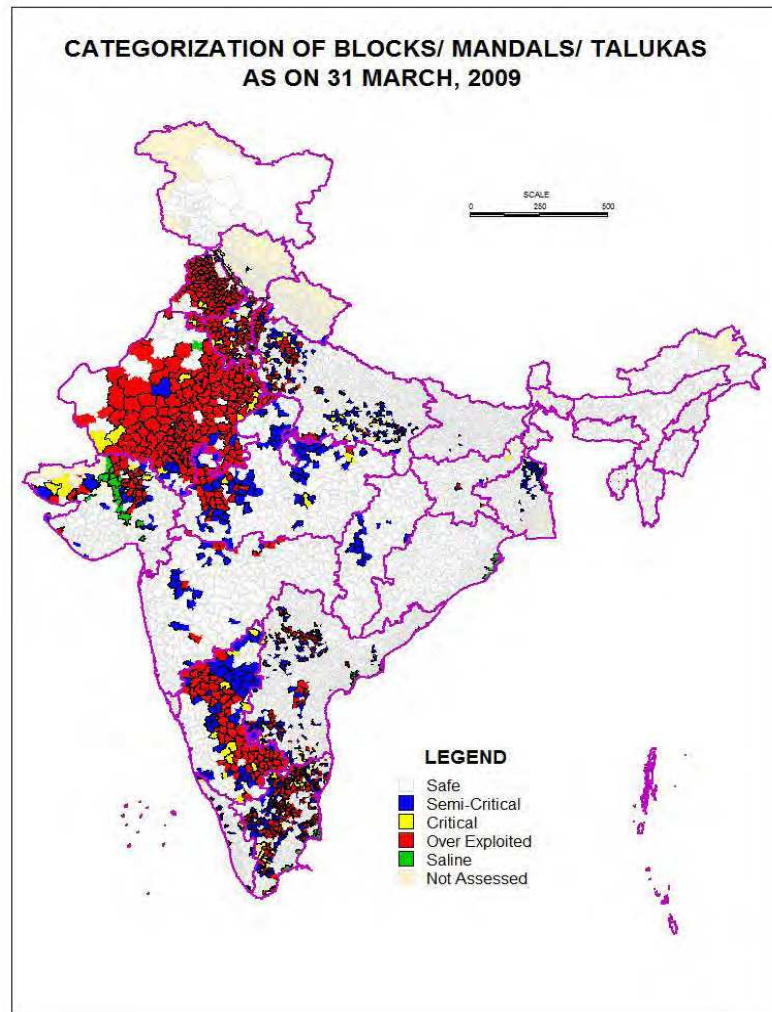 CATEGORIZATION OF BLOCKS/ MANDALS/ TALUKAS
AS ON 31 MARCH, 2009
SCALE
0 250 500
LEGEND
Safe
Semi-Critical
Critical
Over Exploited
Saline
Not Assessed